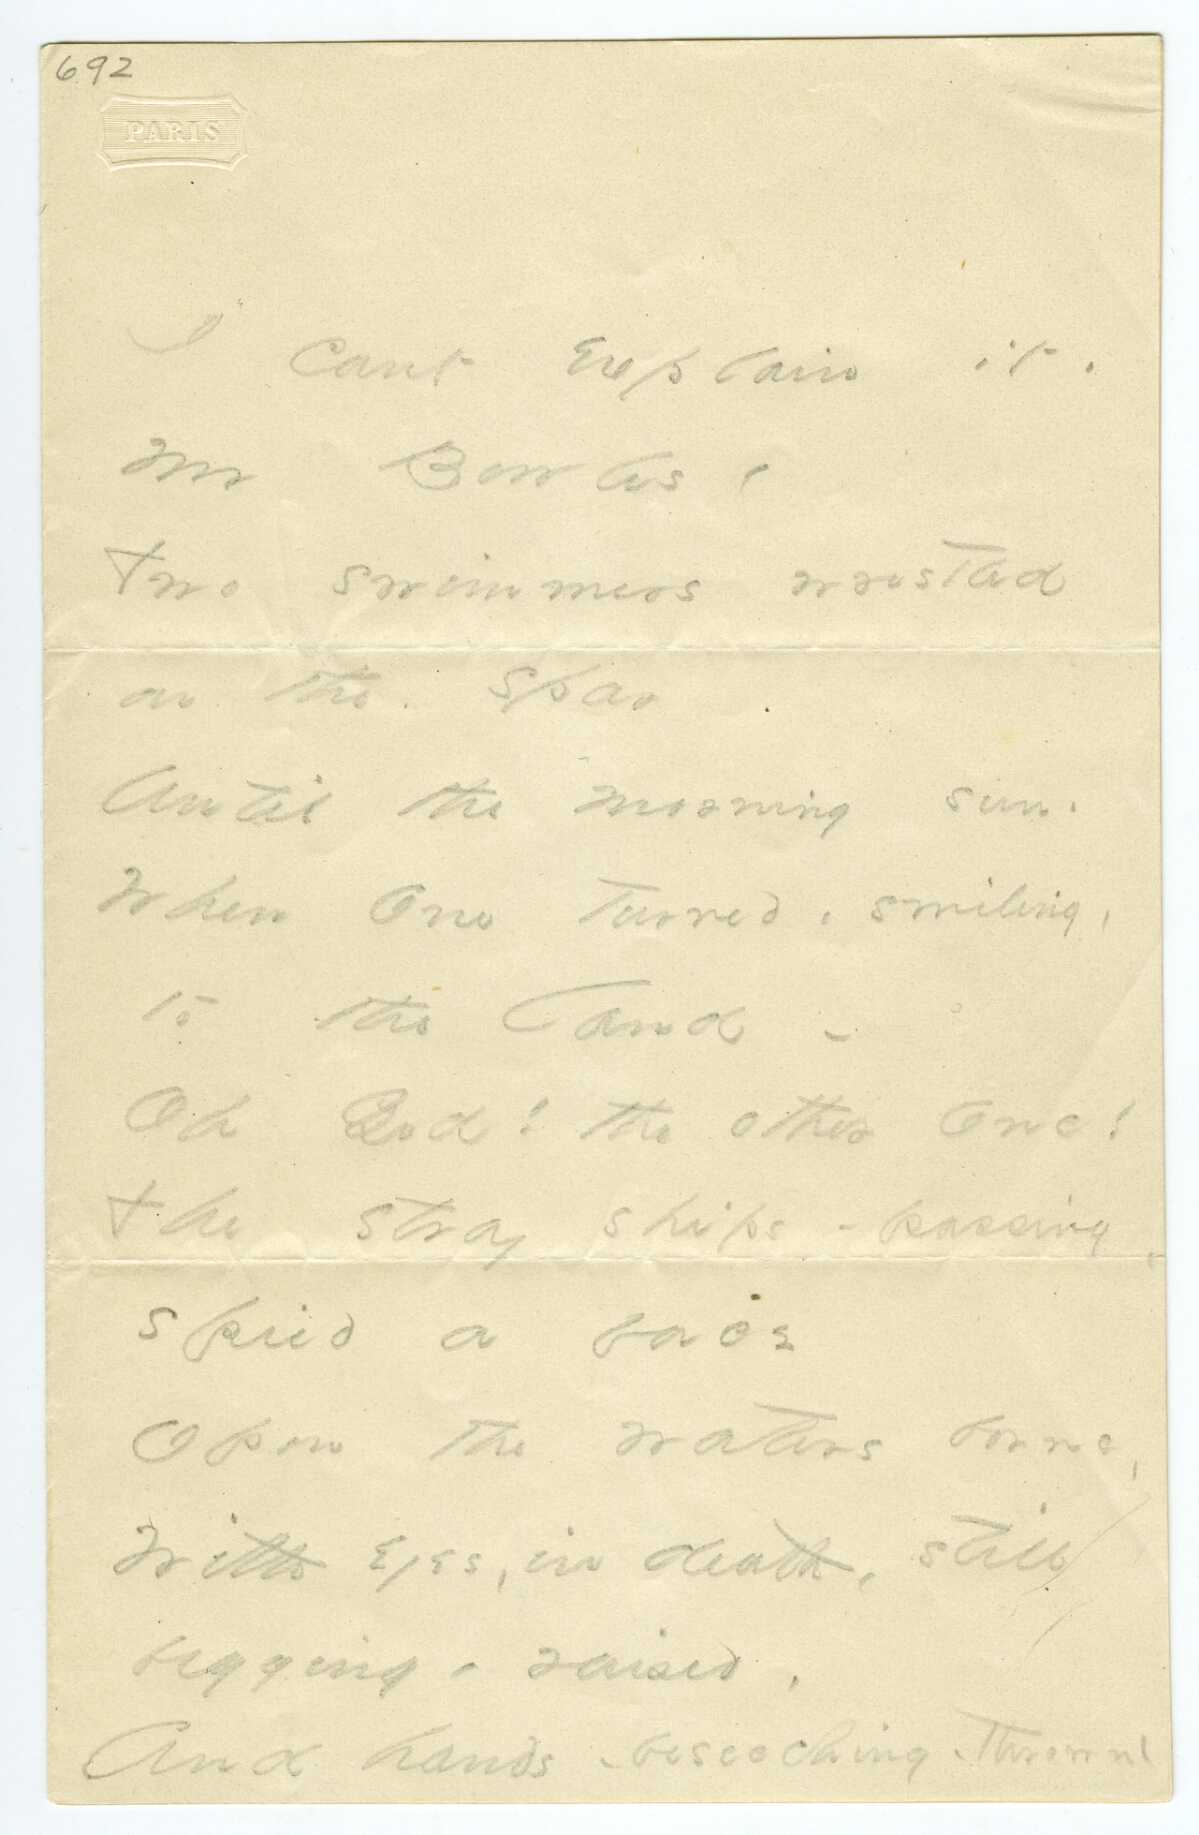 692
PARIS
I cant explain it.
Mr Bowles.
Two swimmers wrestled
on the spar
Until the morning sun.
When One turned, smiling,
to the land -
Oh God! the other One!
The stray ships - passing,
spied a face
Opon the waters borne,
With eyes, in death, still
begging, raised,
And hands - beseeching - thrown!